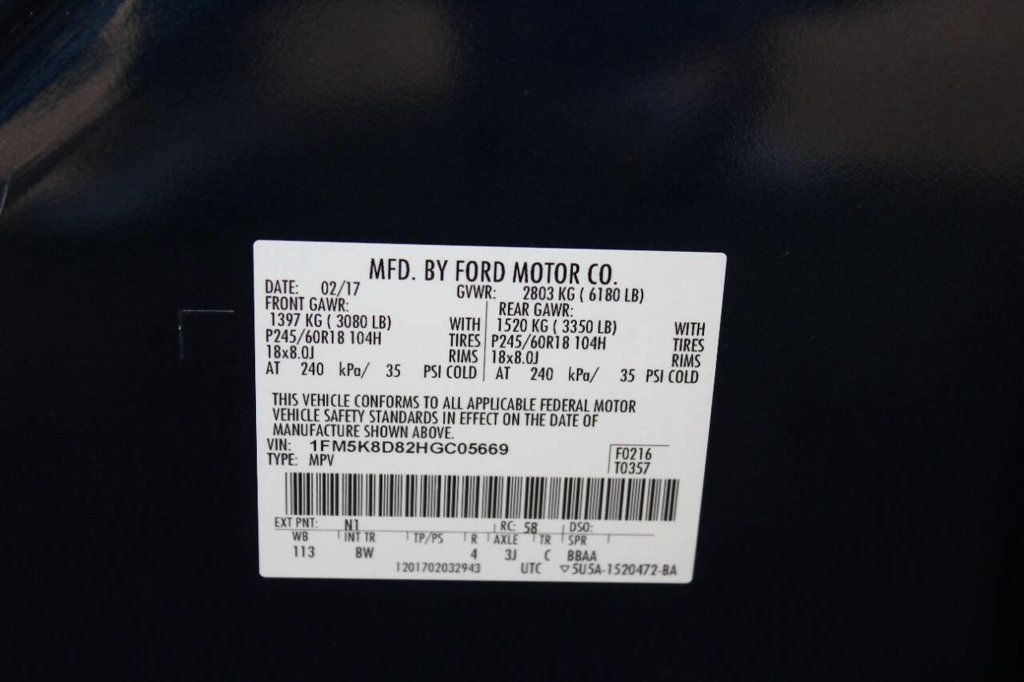 MFD. BY FORD MOTOR CO.
DATE: 02/17 GVWR: 2803 KG ( 6180 LB)
FRONT GAWR: REAR GAWR:
1397 KG ( 3080 LB) WITH 1520 KG ( 3350 LB) WITH
P245/60R18 104H TIRES P245/60R18 104H TIRES
18x8.0J RIMS 18x8.0J RIMS
AT 240 kPa/ 35 PSI COLD AT 240 kPa/ 35 PSI COLD
THIS VEHICLE CONFORMS TO ALL APPLICABLE FEDERAL MOTOR
VEHICLE SAFETY STANDARDS IN EFFECT ON THE DATE OF
MANUFACTURE SHOWN ABOVE.
VIN: 1FM5K8D82HGC05669 F0216
TYPE: MPV T0357
EXT PNT: N1 RC: 58 DSO:
WB INT TR TP/PS R AXLE TR SPR
113 BW 4 3J C BBAA
1201702032943 UTC ▽5U5A-1520472-BA